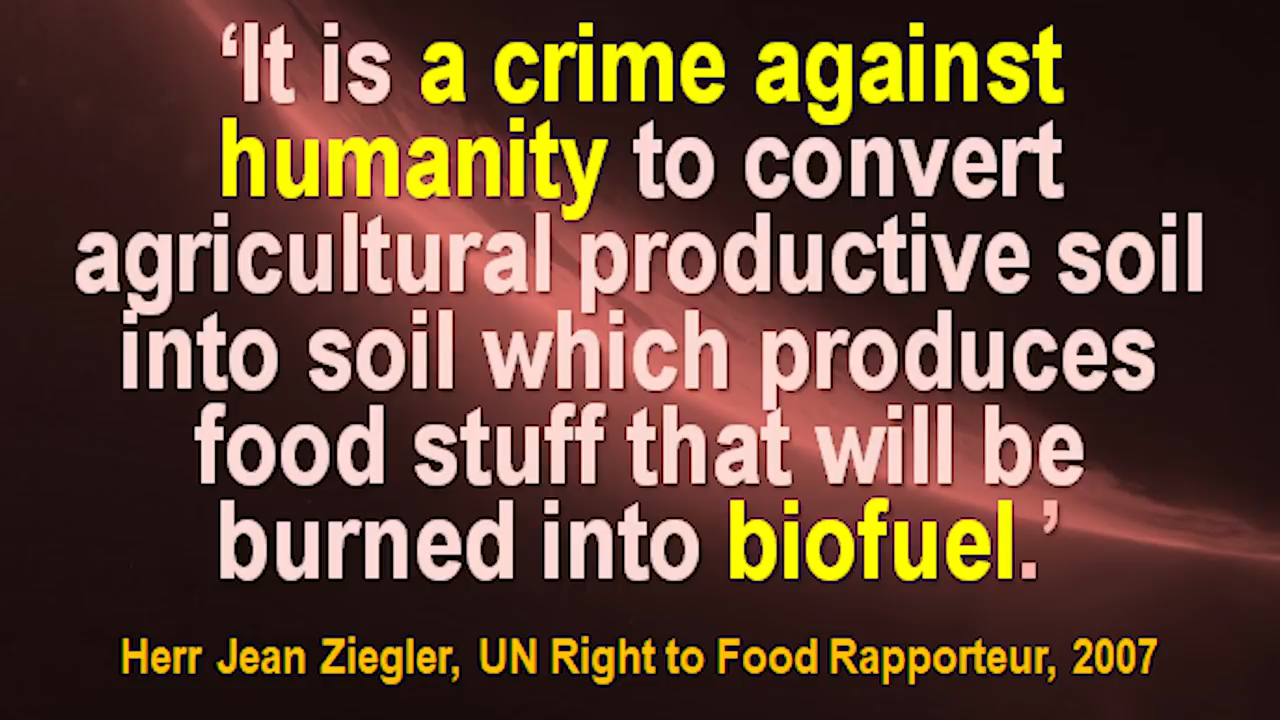 ‘It is a crime against
humanity to convert
agricultural productive soil
into soil which produces
food stuff that will be
burned into biofuel.’
Herr Jean Ziegler, UN Right to Food Rapporteur, 2007